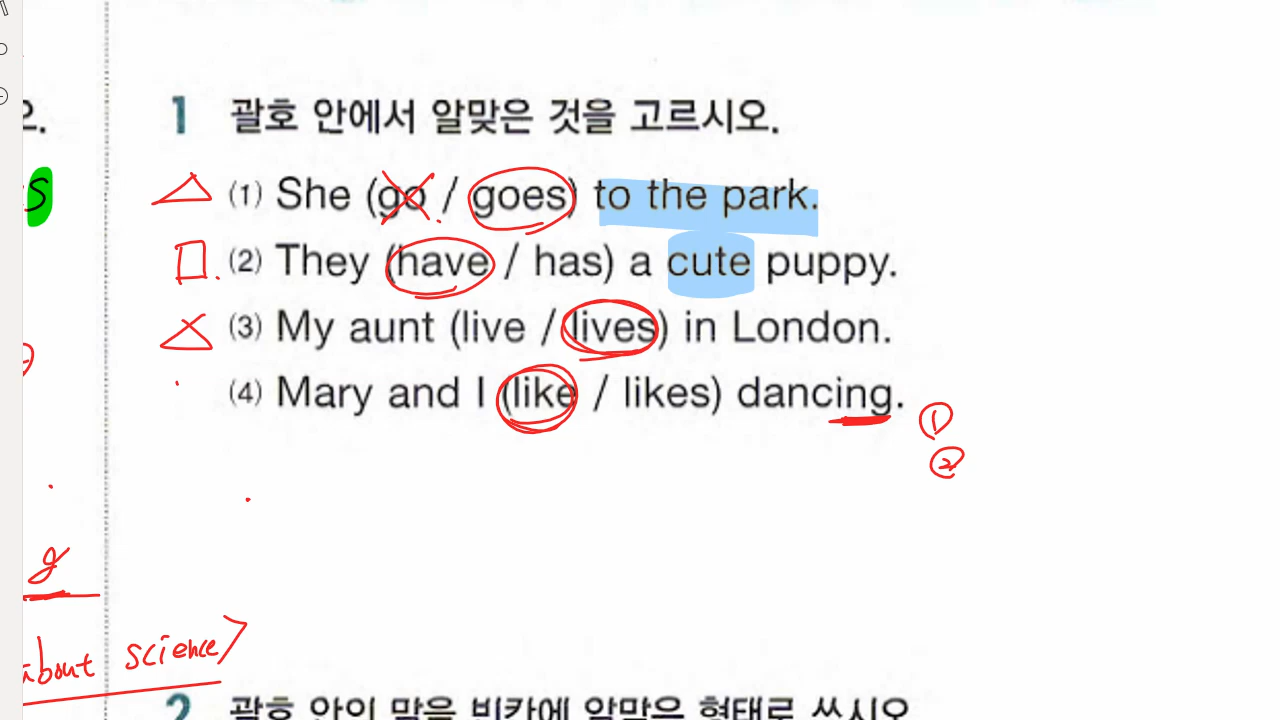 오.
S
1 괄호 안에서 알맞은 것을 고르시오.
(1) She (go / goes) to the park.
(2) They (have / has) a cute puppy.
(3) My aunt (live / lives) in London.
(4) Mary and I (like / likes) dancing.
①
②
g
about science>
2 괄호 안의 말을 빈칸에 알맞은 형태로 쓰시오